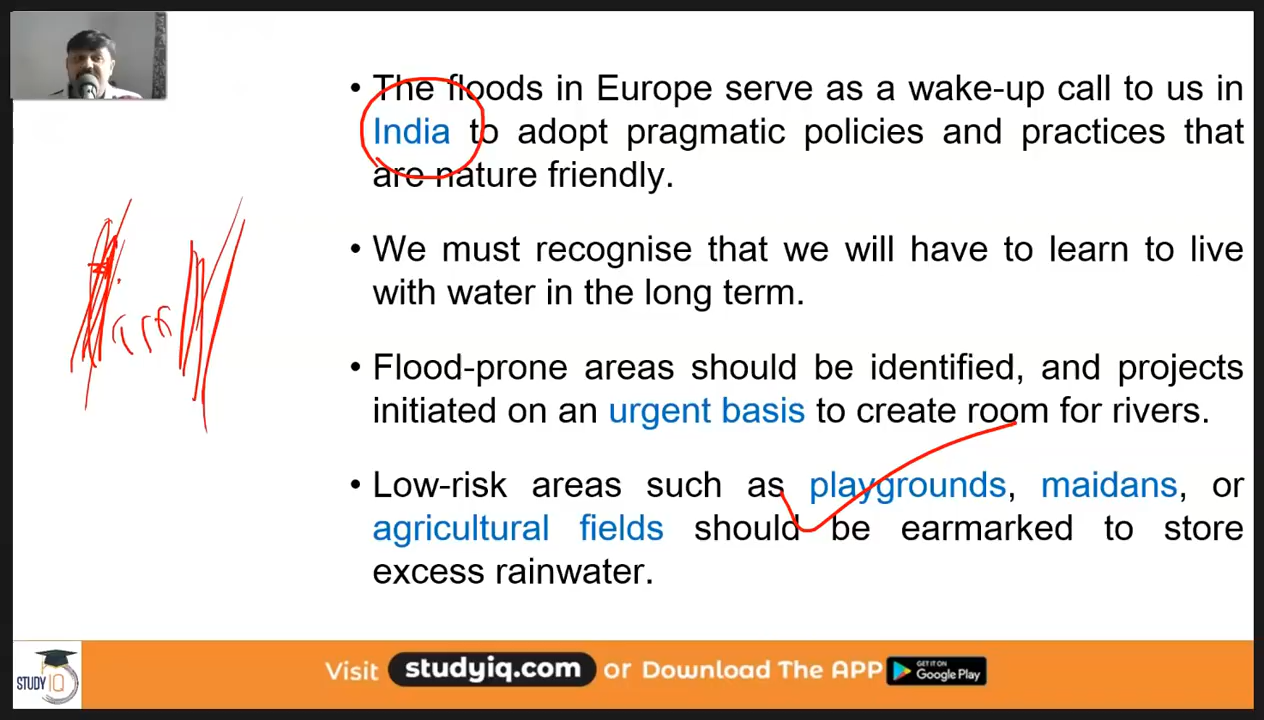 • The floods in Europe serve as a wake-up call to us in
India to adopt pragmatic policies and practices that
are nature friendly.
• We must recognise that we will have to learn to live
with water in the long term.
• Flood-prone areas should be identified, and projects
initiated on an urgent basis to create room for rivers.
• Low-risk areas such as playgrounds, maidans, or
agricultural fields should be earmarked to store
excess rainwater.
STUDY IQ
Visit studyiq.com or Download The APP GET IT ON Google Play